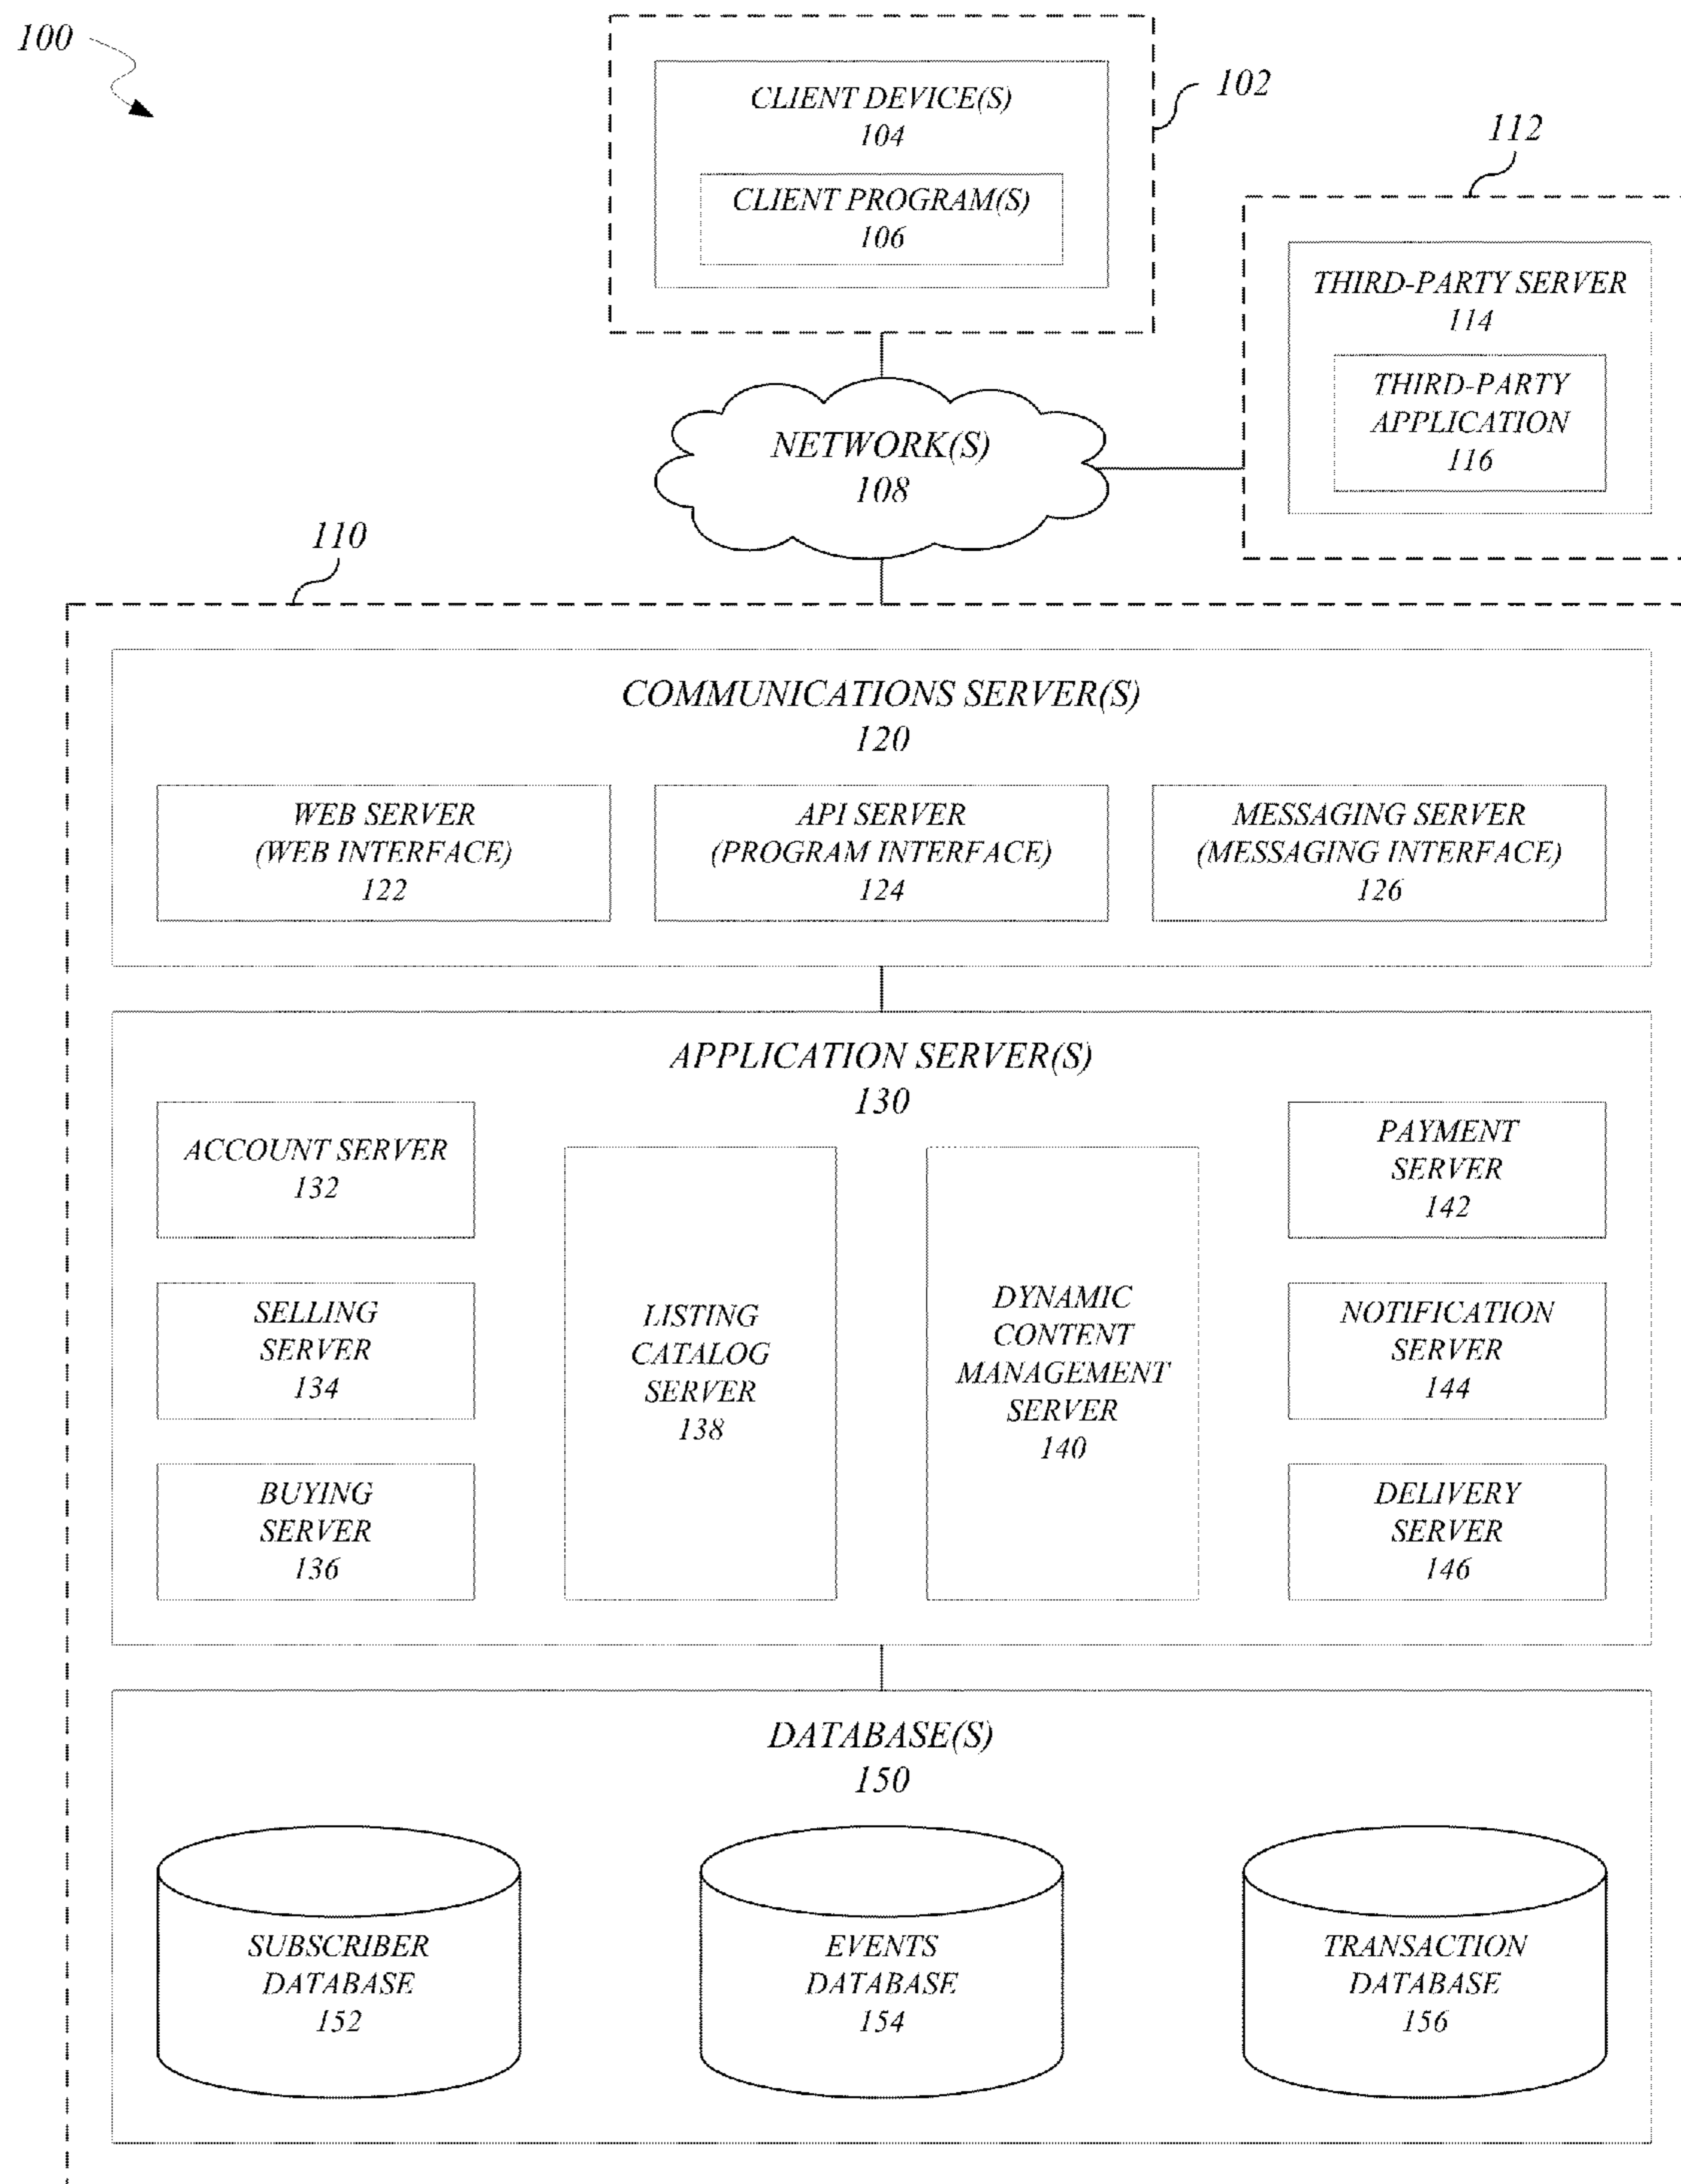 100
102
CLIENT DEVICE(S)
104
CLIENT PROGRAM(S)
106
112
THIRD-PARTY SERVER
114
THIRD-PARTY
APPLICATION
116
NETWORK(S)
108
110
COMMUNICATIONS SERVER(S)
120
WEB SERVER
(WEB INTERFACE)
122
API SERVER
(PROGRAM INTERFACE)
124
MESSAGING SERVER
(MESSAGING INTERFACE)
126
APPLICATION SERVER(S)
130
ACCOUNT SERVER
132
SELLING
SERVER
134
BUYING
SERVER
136
LISTING
CATALOG
SERVER
138
DYNAMIC
CONTENT
MANAGEMENT
SERVER
140
PAYMENT
SERVER
142
NOTIFICATION
SERVER
144
DELIVERY
SERVER
146
DATABASE(S)
150
SUBSCRIBER
DATABASE
152
EVENTS
DATABASE
154
TRANSACTION
DATABASE
156